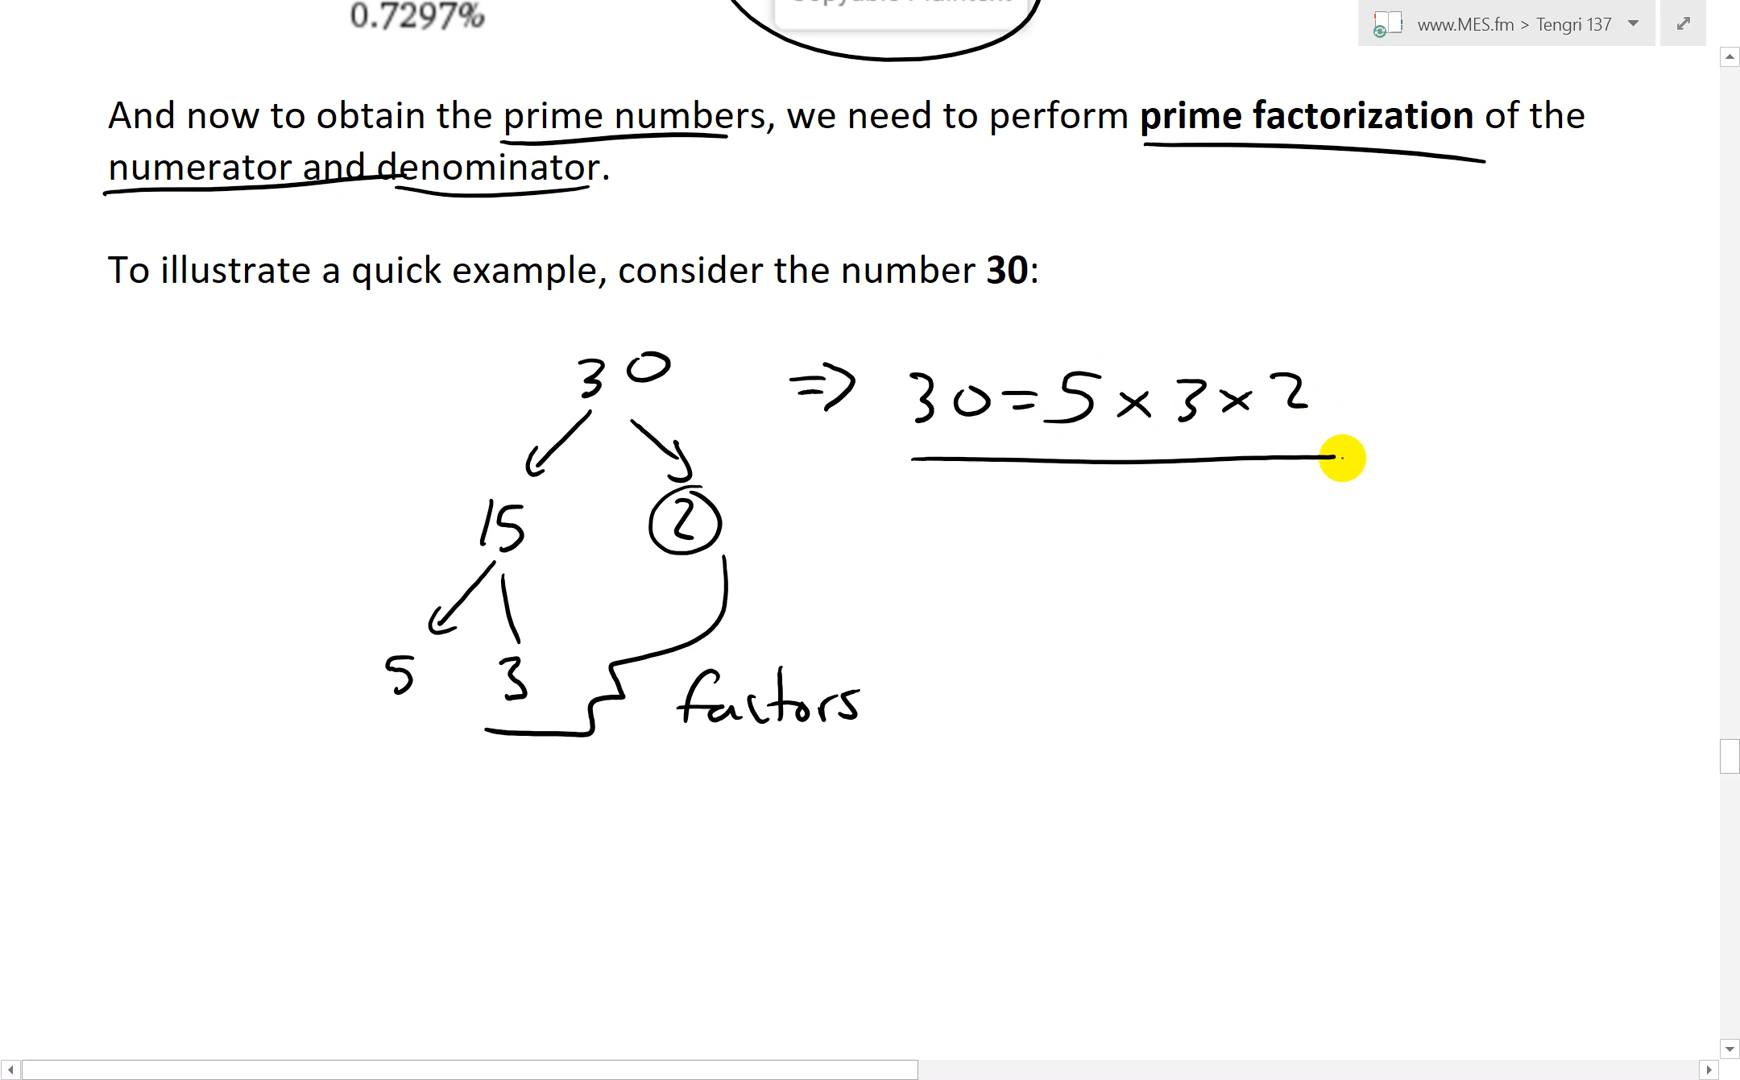 0.7297%
www.MES.fm > Tengri 137
And now to obtain the prime numbers, we need to perform prime factorization of the
numerator and denominator.
To illustrate a quick example, consider the number 30:
30 ⇒ 30 = 5 × 3 × 2
15 2
5 3
factors